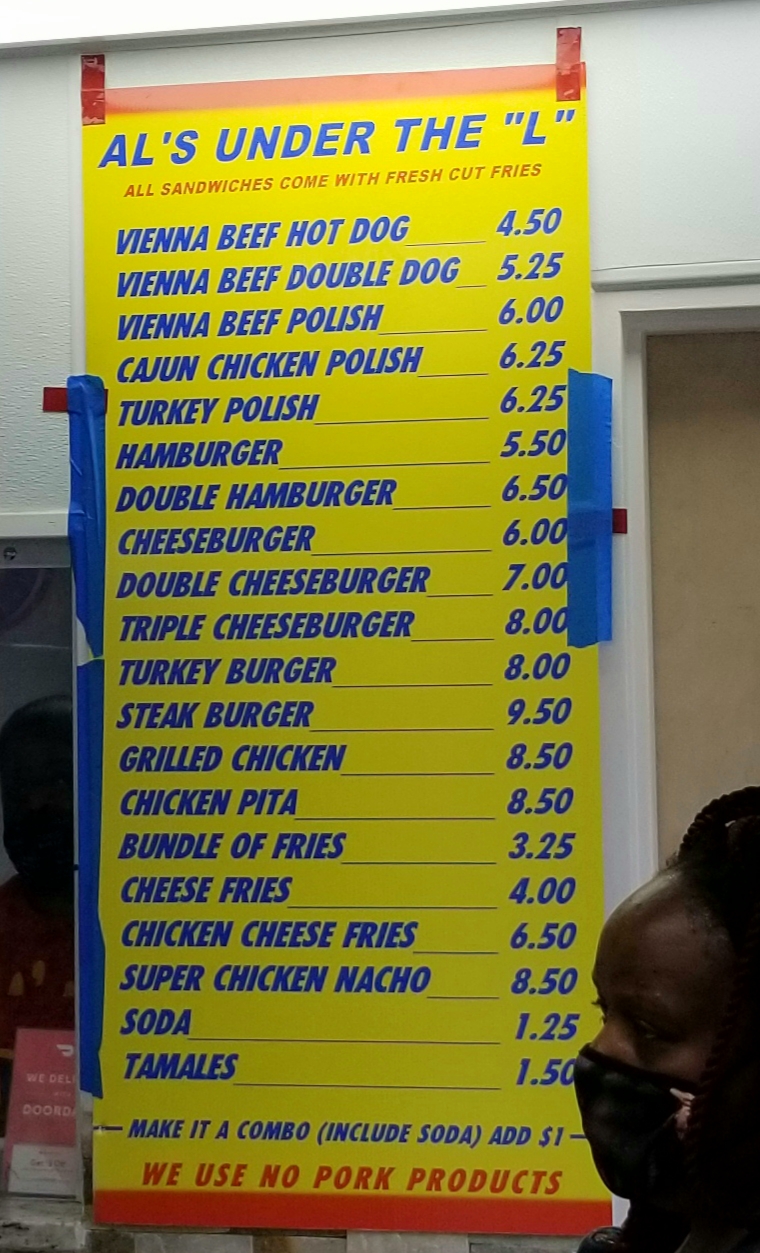 AL'S UNDER THE "L"
ALL SANDWICHES COME WITH FRESH CUT FRIES
VIENNA BEEF HOT DOG 4.50
VIENNA BEEF DOUBLE DOG 5.25
VIENNA BEEF POLISH 6.00
CAJUN CHICKEN POLISH 6.25
TURKEY POLISH 6.25
HAMBURGER 5.50
DOUBLE HAMBURGER 6.50
CHEESEBURGER 6.00
DOUBLE CHEESEBURGER 7.00
TRIPLE CHEESEBURGER 8.00
TURKEY BURGER 8.00
STEAK BURGER 9.50
GRILLED CHICKEN 8.50
CHICKEN PITA 8.50
BUNDLE OF FRIES 3.25
CHEESE FRIES 4.00
CHICKEN CHEESE FRIES 6.50
SUPER CHICKEN NACHO 8.50
SODA 1.25
TAMALES 1.50
MAKE IT A COMBO (INCLUDE SODA) ADD $1
WE USE NO PORK PRODUCTS
WE DELI
DOORDA